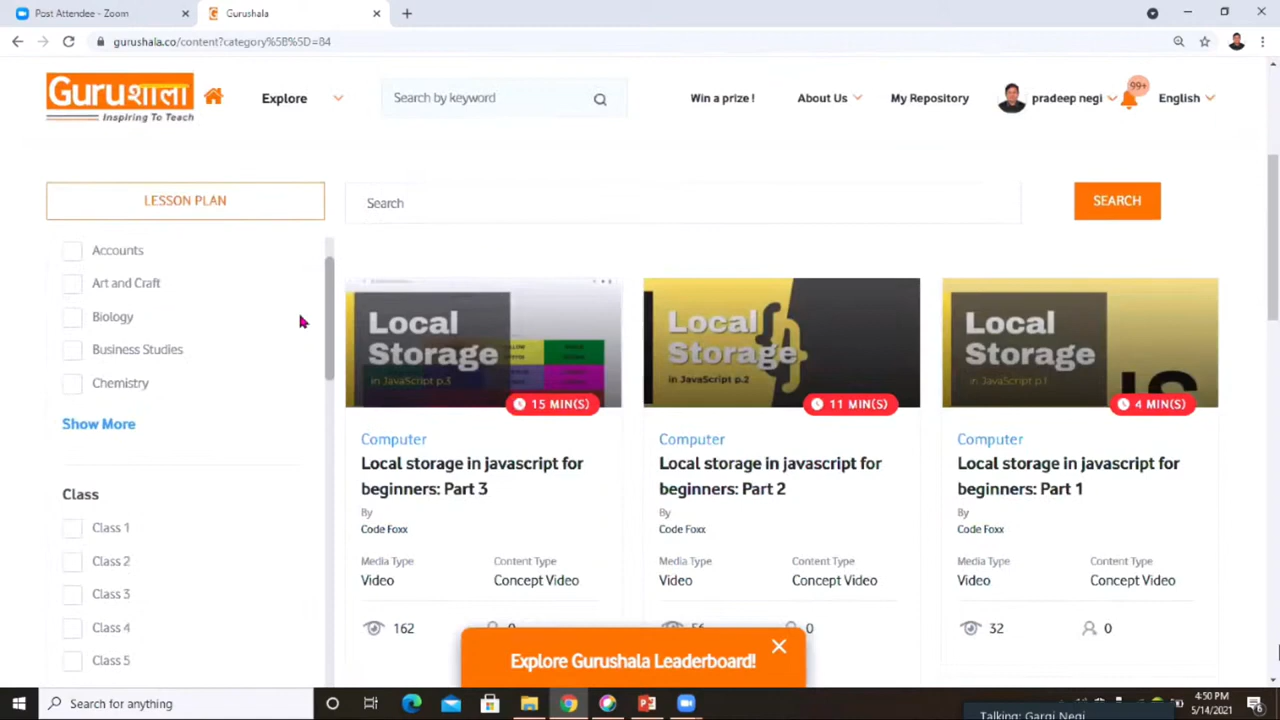 Post Attendee - Zoom
Gurushala
gurushala.co/content?category%5B%5D=84
Guruशाला
Inspiring To Teach
Explore
Search by keyword
Win a prize !
About Us
My Repository
pradeep negi
99+
English
LESSON PLAN
Search
SEARCH
Accounts
Art and Craft
Biology
Business Studies
Chemistry
Show More
Class
Class 1
Class 2
Class 3
Class 4
Class 5
Local
Storage
in JavaScript p.3
15 MIN(S)
Computer
Local storage in javascript for
beginners: Part 3
By
Code Foxx
Media Type
Content Type
Video
Concept Video
162
0
Local
Storage
in JavaScript p.2
11 MIN(S)
Computer
Local storage in javascript for
beginners: Part 2
By
Code Foxx
Media Type
Content Type
Video
Concept Video
56
0
Local
Storage
in JavaScript p.1
JS
4 MIN(S)
Computer
Local storage in javascript for
beginners: Part 1
By
Code Foxx
Media Type
Content Type
Video
Concept Video
32
0
Explore Gurushala Leaderboard!
Search for anything
4:50 PM
5/14/2021
6
Talking: Gargi Negi